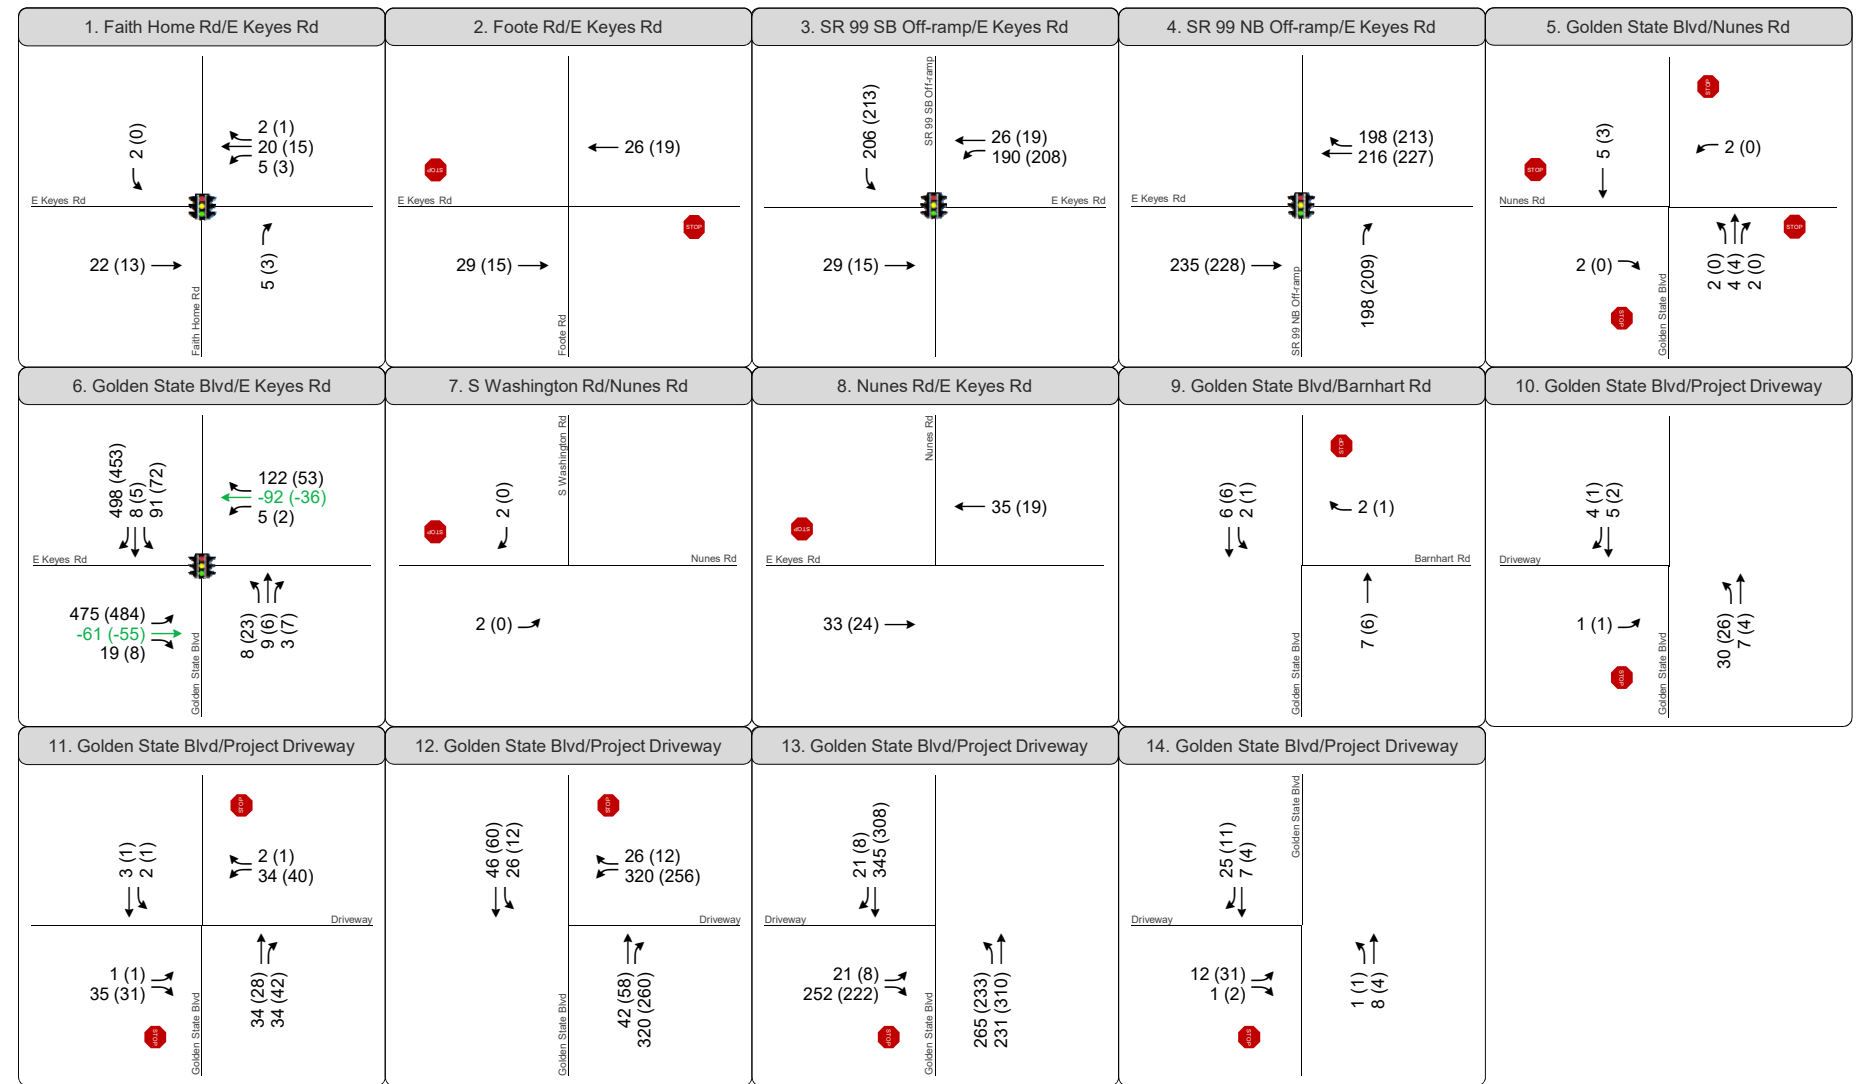 1. Faith Home Rd/E Keyes Rd
2 (0)
2 (1)
20 (15)
5 (3)
E Keyes Rd
22 (13)
5 (3)
Faith Home Rd
2. Foote Rd/E Keyes Rd
26 (19)
STOP
E Keyes Rd
STOP
29 (15)
Foote Rd
3. SR 99 SB Off-ramp/E Keyes Rd
SR 99 SB Off-ramp
206 (213)
26 (19)
190 (208)
E Keyes Rd
29 (15)
4. SR 99 NB Off-ramp/E Keyes Rd
198 (213)
216 (227)
E Keyes Rd
235 (228)
198 (209)
SR 99 NB Off-ramp
5. Golden State Blvd/Nunes Rd
STOP
5 (3)
2 (0)
STOP
Nunes Rd
STOP
2 (0)
2 (0)
4 (4)
2 (0)
STOP
Golden State Blvd
6. Golden State Blvd/E Keyes Rd
498 (453)
8 (5)
91 (72)
122 (53)
-92 (-36)
5 (2)
E Keyes Rd
475 (484)
-61 (-55)
19 (8)
8 (23)
9 (6)
3 (7)
Golden State Blvd
7. S Washington Rd/Nunes Rd
S Washington Rd
2 (0)
STOP
Nunes Rd
2 (0)
8. Nunes Rd/E Keyes Rd
Nunes Rd
35 (19)
STOP
E Keyes Rd
33 (24)
9. Golden State Blvd/Barnhart Rd
STOP
6 (6)
2 (1)
2 (1)
Barnhart Rd
7 (6)
Golden State Blvd
10. Golden State Blvd/Project Driveway
4 (1)
5 (2)
Driveway
1 (1)
30 (26)
7 (4)
STOP
Golden State Blvd
11. Golden State Blvd/Project Driveway
STOP
3 (1)
2 (1)
2 (1)
34 (40)
Driveway
1 (1)
35 (31)
34 (28)
34 (42)
STOP
Golden State Blvd
12. Golden State Blvd/Project Driveway
STOP
46 (60)
26 (12)
26 (12)
320 (256)
Driveway
42 (58)
320 (260)
Golden State Blvd
13. Golden State Blvd/Project Driveway
21 (8)
345 (308)
Driveway
21 (8)
252 (222)
265 (233)
231 (310)
STOP
Golden State Blvd
14. Golden State Blvd/Project Driveway
Golden State Blvd
25 (11)
7 (4)
Driveway
12 (31)
1 (2)
1 (1)
8 (4)
STOP